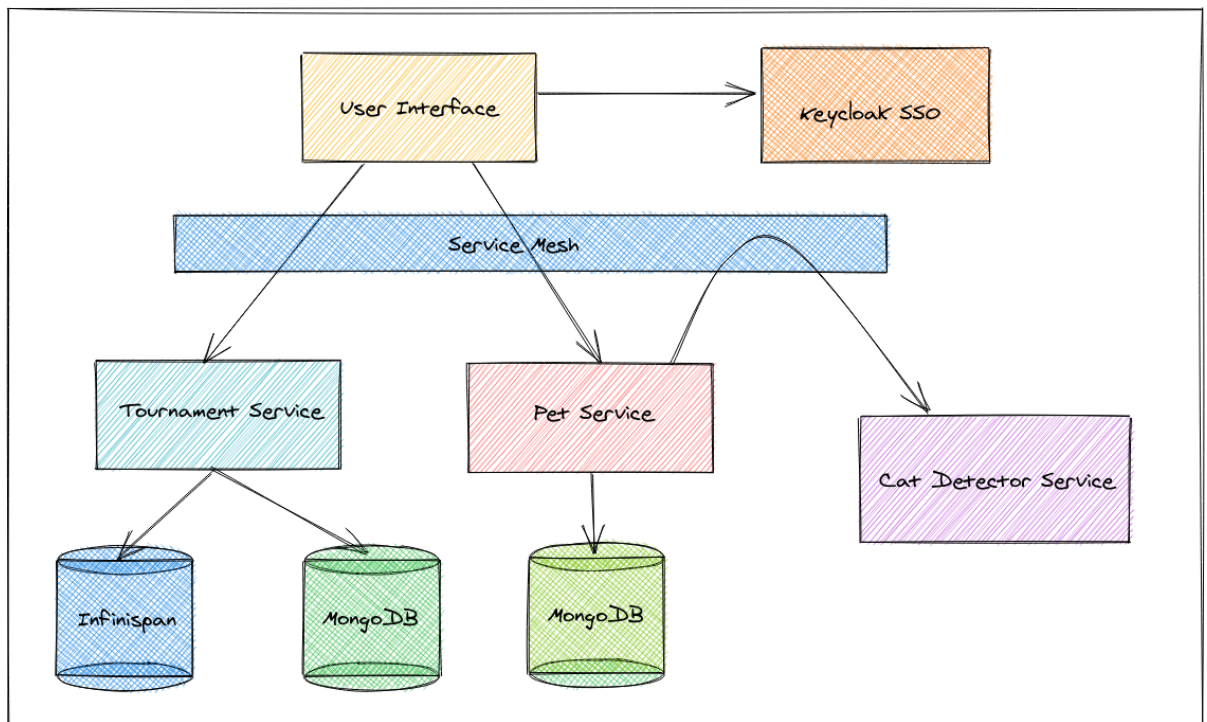 User Interface
Keycloak SSO
Service Mesh
Tournament Service
Pet Service
Cat Detector Service
Infinispan
MongoDB
MongoDB